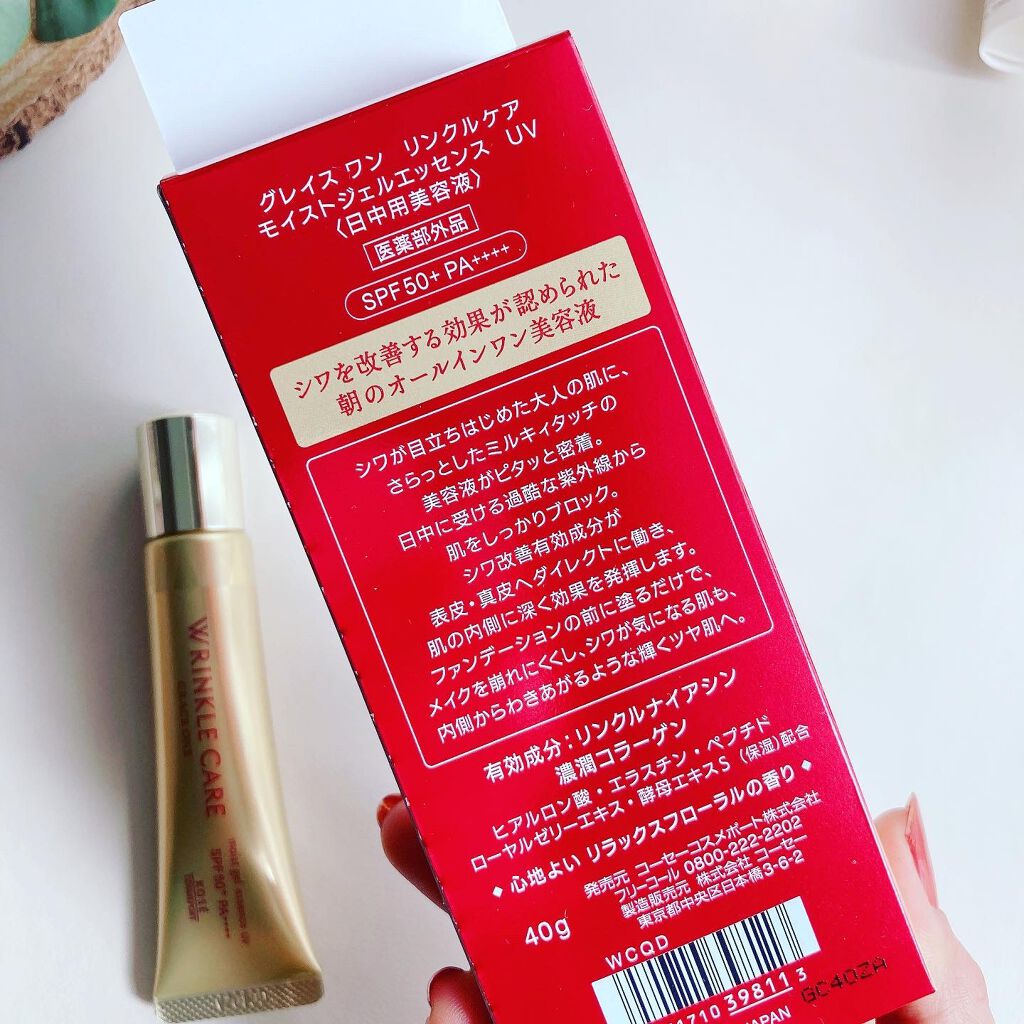 グレイス ワン リンクルケア
モイストジェルエッセンス UV
〈日中用美容液〉
医薬部外品
SPF50+ PA++++
シワを改善する効果が認められた
朝のオールインワン美容液
シワが目立ちはじめた大人の肌に、
さらっとしたミルキィタッチの
美容液がピタッと密着。
日中に受ける過酷な紫外線から
肌をしっかりブロック。
シワ改善有効成分が
表皮・真皮へダイレクトに働き、
肌の内側に深く効果を発揮します。
ファンデーションの前に塗るだけで、
メイクを崩れにくくし、シワが気になる肌も、
内側からわきあがるような輝くツヤ肌へ。
有効成分：リンクルナイアシン
濃潤コラーゲン
ヒアルロン酸・エラスチン・ペプチド
ローヤルゼリーエキス・酵母エキスS（保湿）配合
◆ 心地よい リラックスフローラルの香り ◆
発売元 コーセーコスメポート株式会社
フリーコール 0800-222-2202
製造販売元 株式会社 コーセー
東京都中央区日本橋3-6-2
40g
WCQD
1710 398113
JAPAN
GC40ZA
WRINKLE CARE
GRACE ONE
moist gel essence UV
SPF50+ PA++++
KOSÉ
COSMEPORT